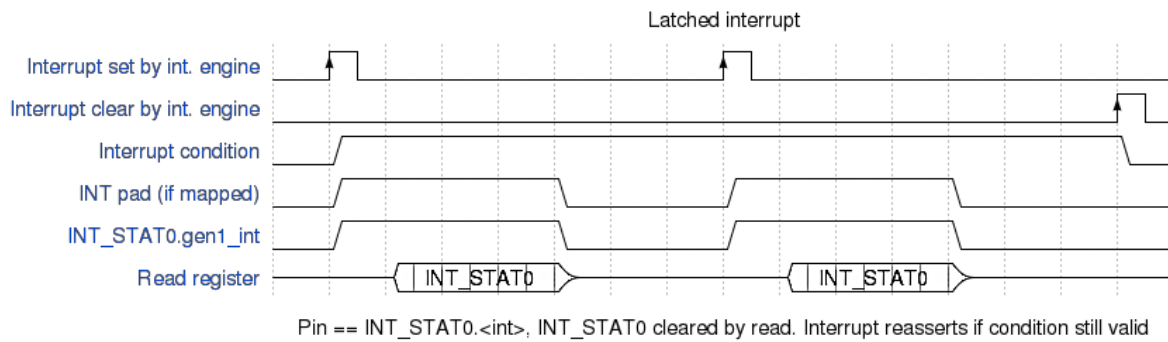 Latched interrupt
Interrupt set by int. engine
Interrupt clear by int. engine
Interrupt condition
INT pad (if mapped)
INT_STAT0.gen1_int
Read register
INT_STAT0
INT_STAT0
Pin == INT_STAT0.<int>, INT_STAT0 cleared by read. Interrupt reasserts if condition still valid